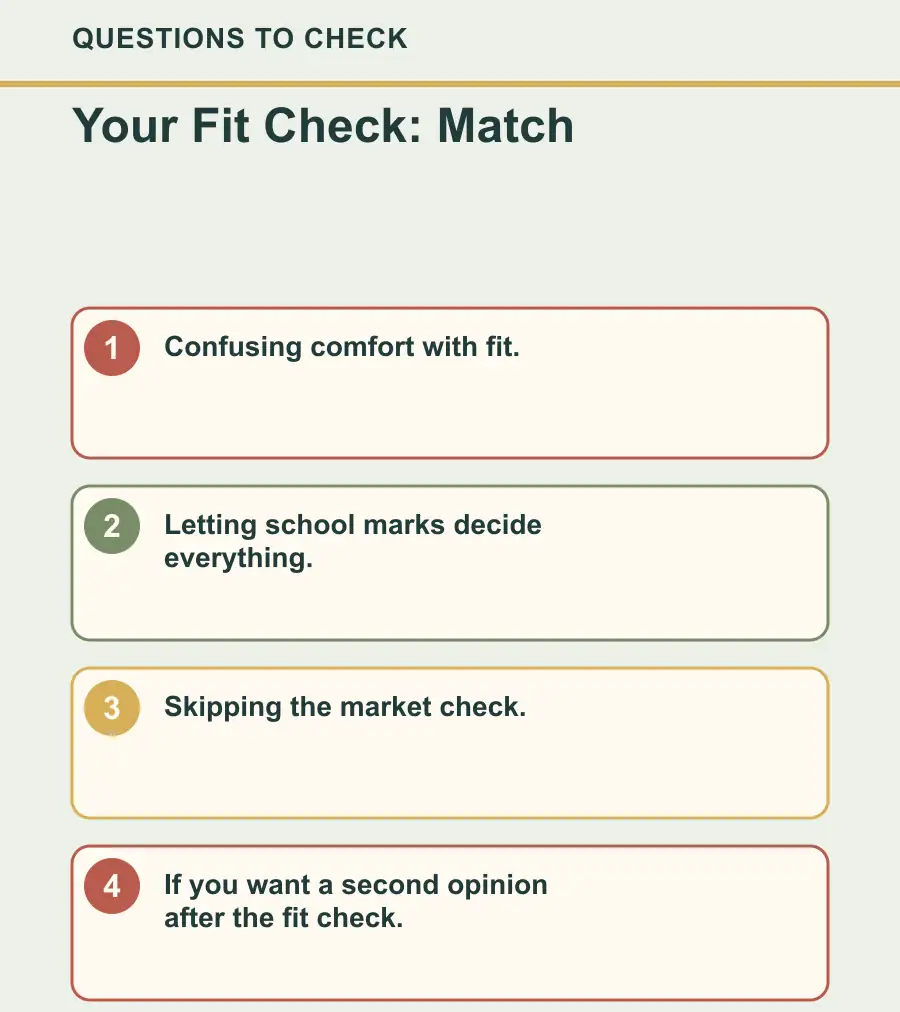 QUESTIONS TO CHECK
Your Fit Check: Match
1
Confusing comfort with fit.
2
Letting school marks decide
everything.
3
Skipping the market check.
4
If you want a second opinion
after the fit check.